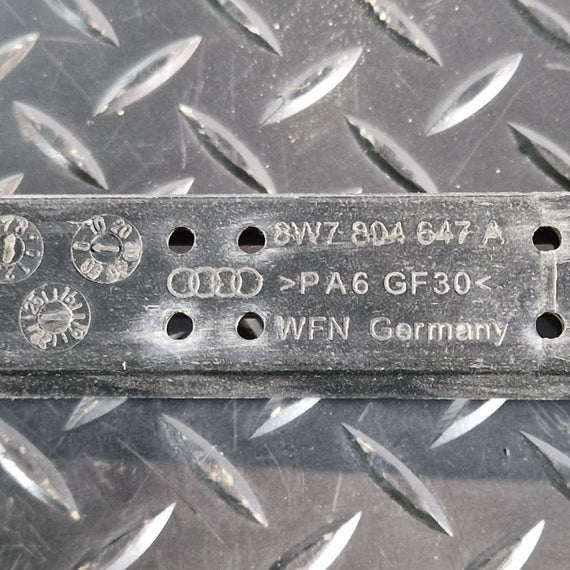 8W7 804 647 A
>PA6 GF30<
WFN Germany